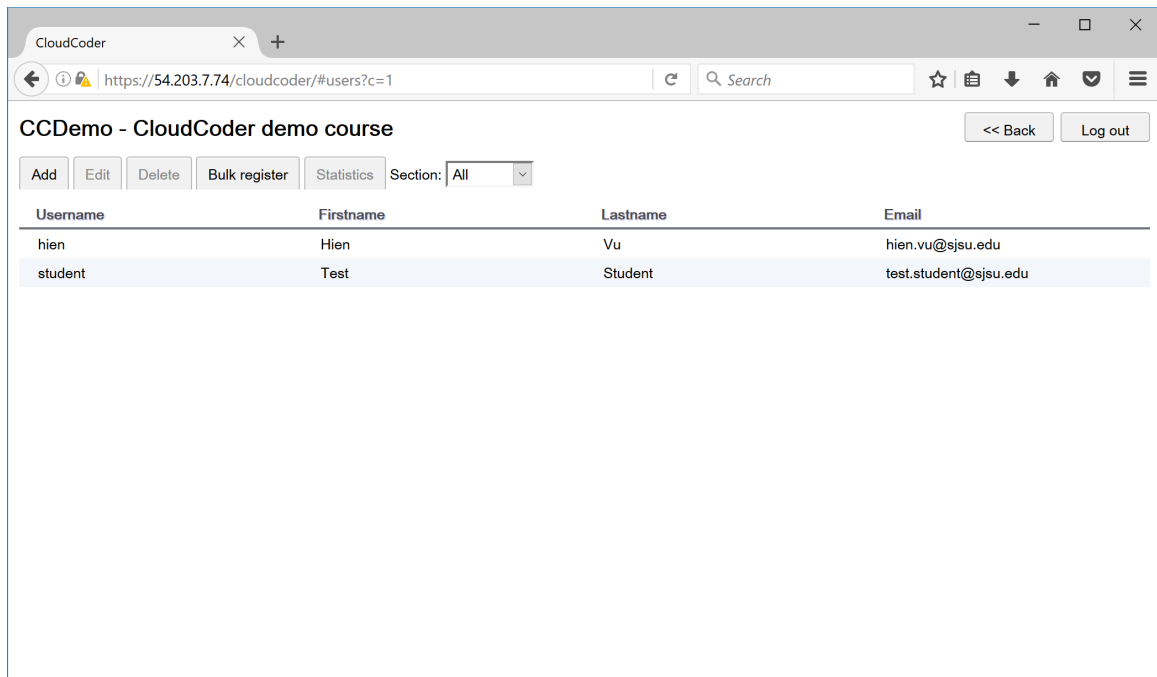 CloudCoder
https://54.203.7.74/cloudcoder/#users?c=1 Search
CCDemo - CloudCoder demo course << Back Log out
Add Edit Delete Bulk register Statistics Section: All
Username Firstname Lastname Email
hien Hien Vu hien.vu@sjsu.edu
student Test Student test.student@sjsu.edu